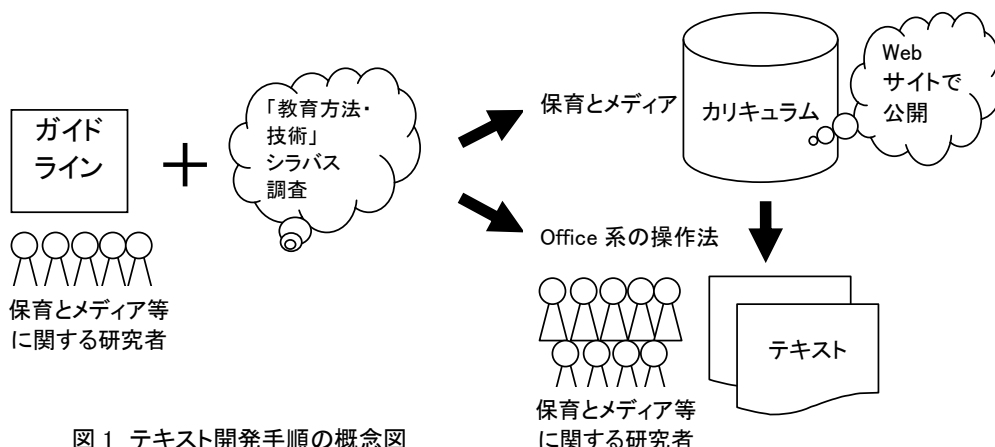 ガイド
ライン
「教育方法・
技術」
シラバス
調査
保育とメディア等
に関する研究者
保育とメディア
カリキュラム
Web
サイトで
公開
Office 系の操作法
テキスト
保育とメディア等
に関する研究者
図 1 テキスト開発手順の概念図